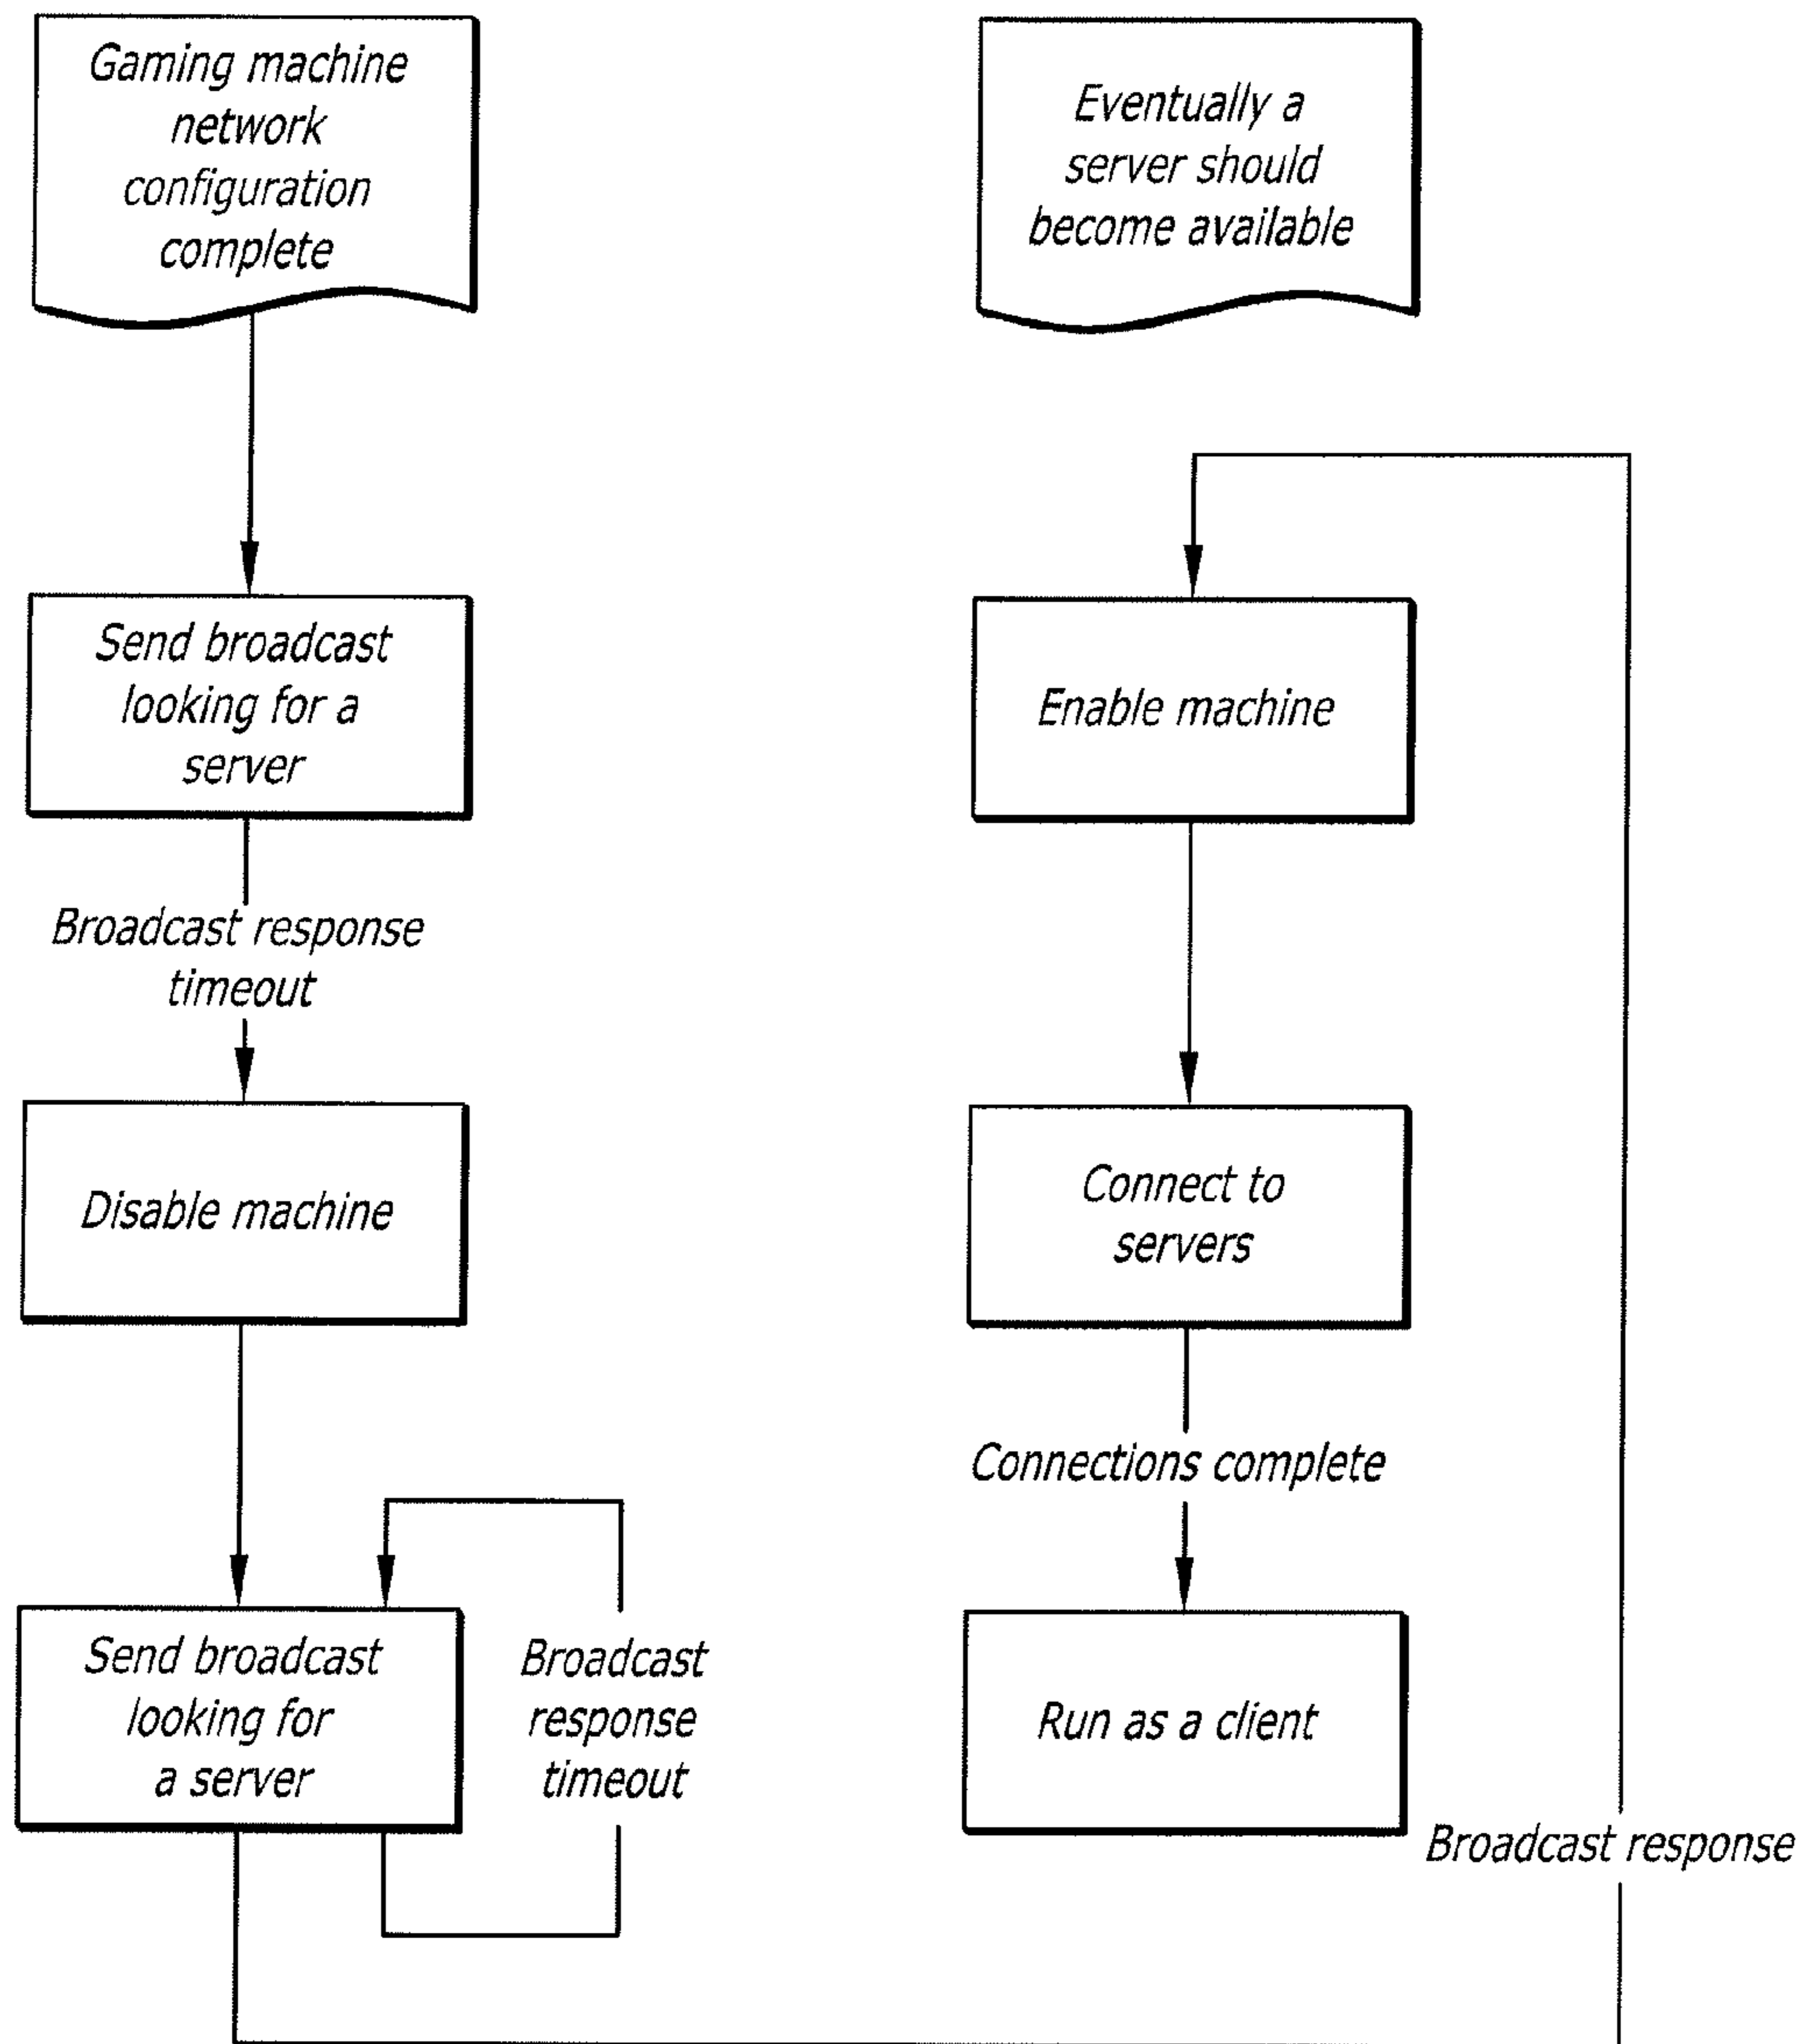 Gaming machine
network
configuration
complete
Send broadcast
looking for a
server
Broadcast response
timeout
Disable machine
Send broadcast
looking for
a server
Broadcast
response
timeout
Eventually a
server should
become available
Enable machine
Connect to
servers
Connections complete
Run as a client
Broadcast response